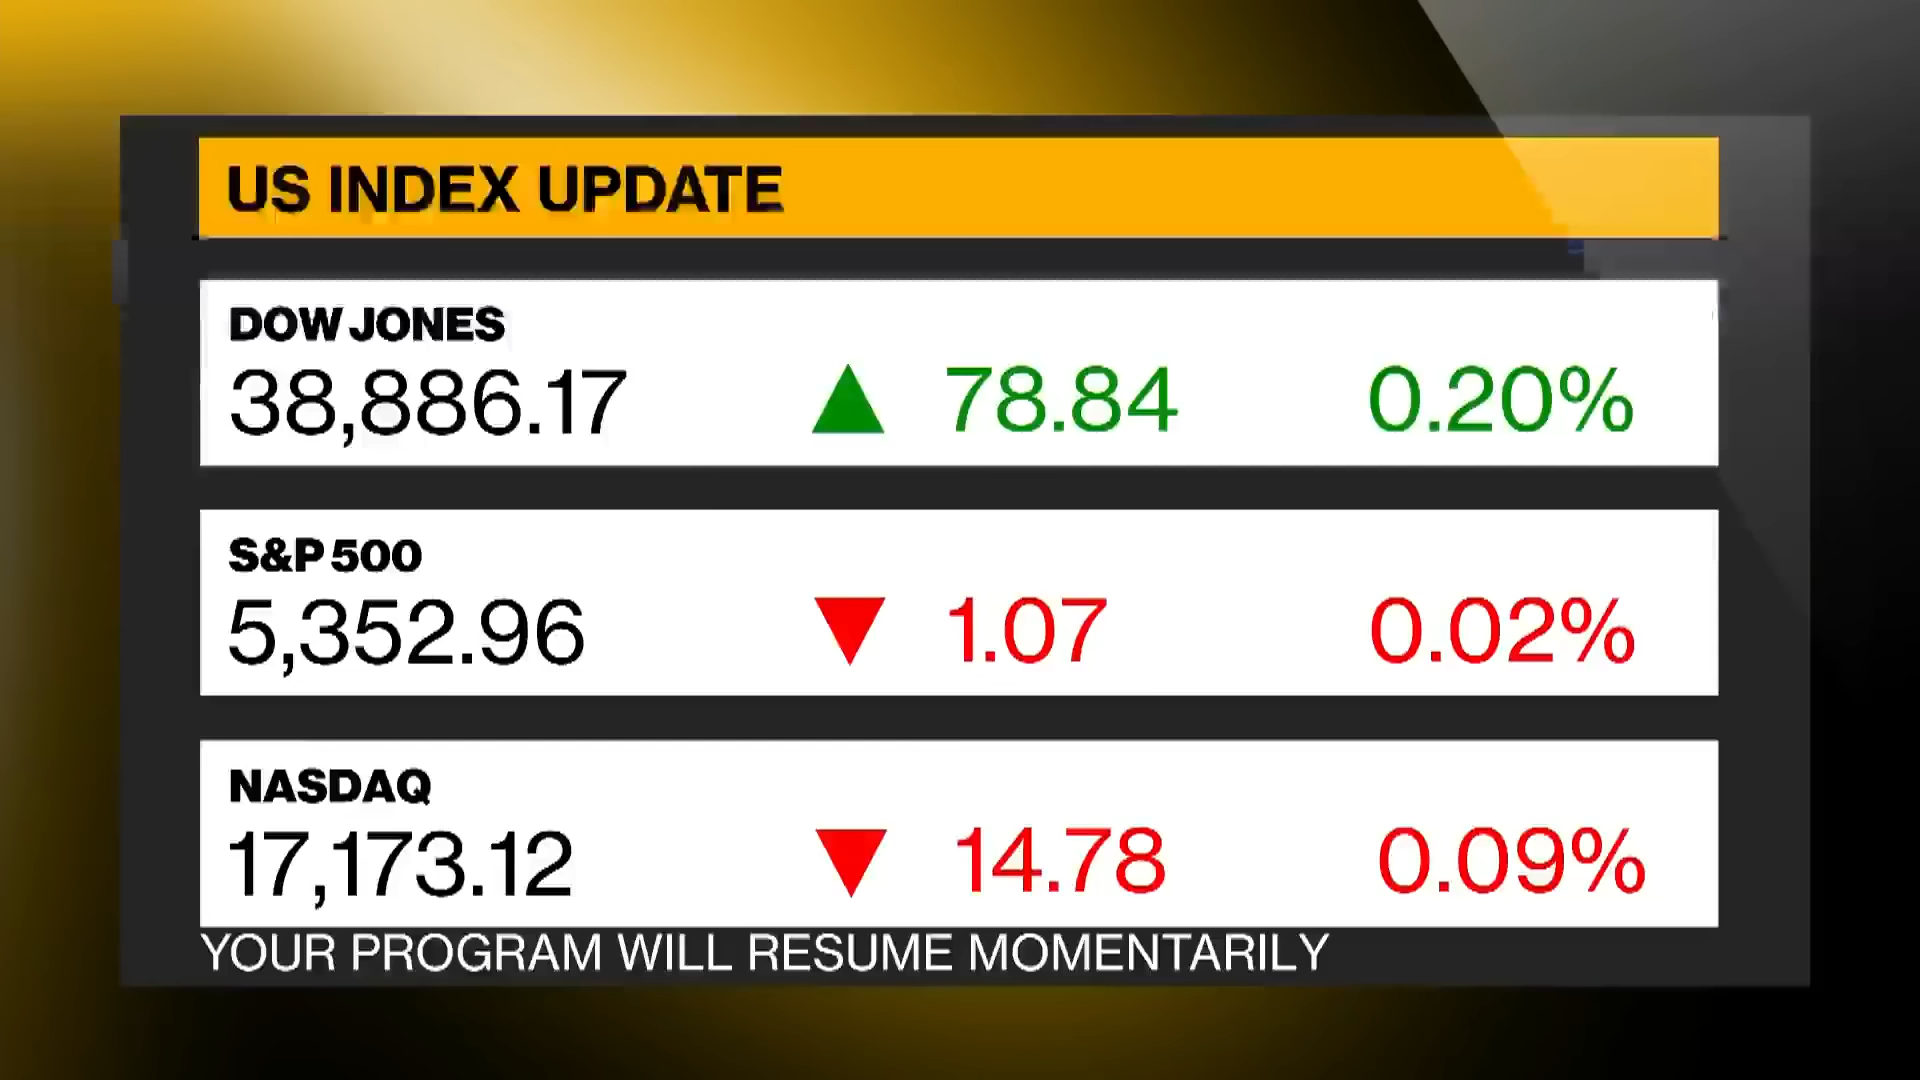 US INDEX UPDATE
DOW JONES
38,886.17 ▲ 78.84 0.20%
S&P 500
5,352.96 ▼ 1.07 0.02%
NASDAQ
17,173.12 ▼ 14.78 0.09%
YOUR PROGRAM WILL RESUME MOMENTARILY